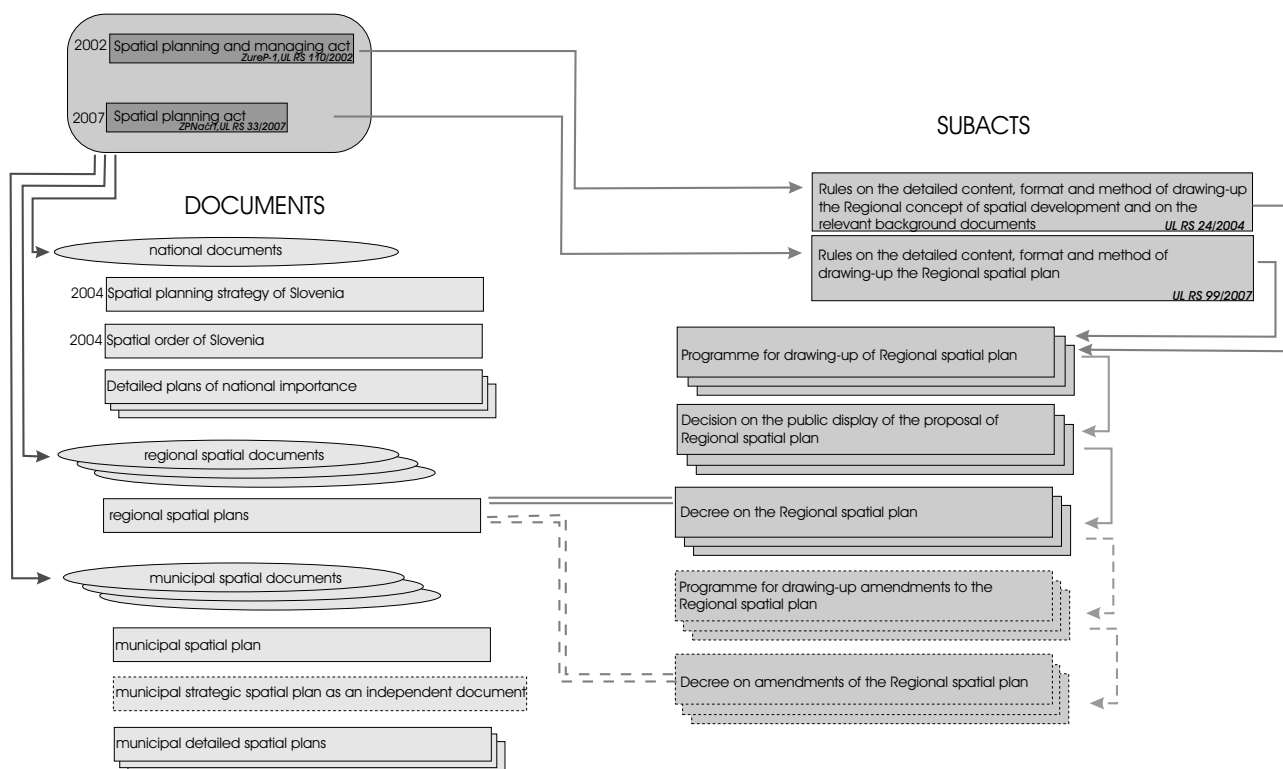 2002 Spatial planning and managing act
ZureP-1,UL RS 110/2002
2007 Spatial planning act
ZPNačrt,UL RS 33/2007
DOCUMENTS
national documents
2004 Spatial planning strategy of Slovenia
2004 Spatial order of Slovenia
Detailed plans of national importance
regional spatial documents
regional spatial plans
municipal spatial documents
municipal spatial plan
municipal strategic spatial plan as an independent document
municipal detailed spatial plans
SUBACTS
Rules on the detailed content, format and method of drawing-up
the Regional concept of spatial development and on the
relevant background documents
UL RS 24/2004
Rules on the detailed content, format and method of
drawing-up the Regional spatial plan
UL RS 99/2007
Programme for drawing-up of Regional spatial plan
Decision on the public display of the proposal of
Regional spatial plan
Decree on the Regional spatial plan
Programme for drawing-up amendments to the
Regional spatial plan
Decree on amendments of the Regional spatial plan